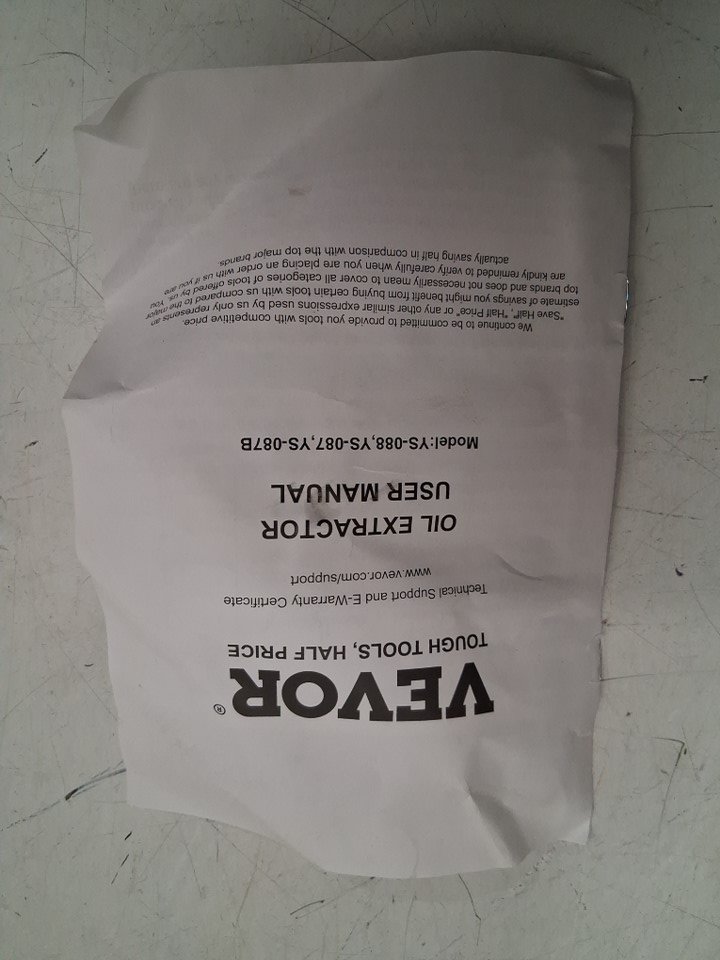 VEVOR®
TOUGH TOOLS, HALF PRICE
Technical Support and E-Warranty Certificate
www.vevor.com/support
OIL EXTRACTOR
USER MANUAL
Model:YS-088,YS-087,YS-087B
We continue to be committed to provide you tools with competitive price.
"Save Half", "Half Price" or any other similar expressions used by us only represents an
estimate of savings you might benefit from buying certain tools with us compared to the major
top brands and does not necessarily mean to cover all categories of tools offered by us. You
are kindly reminded to verify carefully when you are placing an order with us if you are
actually saving half in comparison with the top major brands.